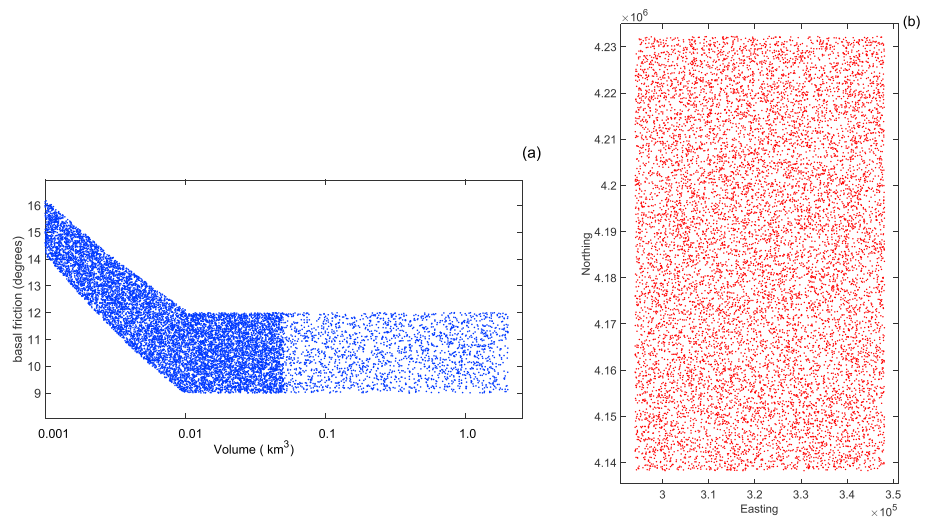 (a)
16
15
14
13
12
11
10
9
basal friction (degrees)
0.001 0.01 0.1 1.0
Volume ( km³)
×10⁶
(b)
4.23
4.22
4.21
4.2
4.19
4.18
4.17
4.16
4.15
4.14
Northing
3 3.1 3.2 3.3 3.4 3.5
Easting
×10⁵